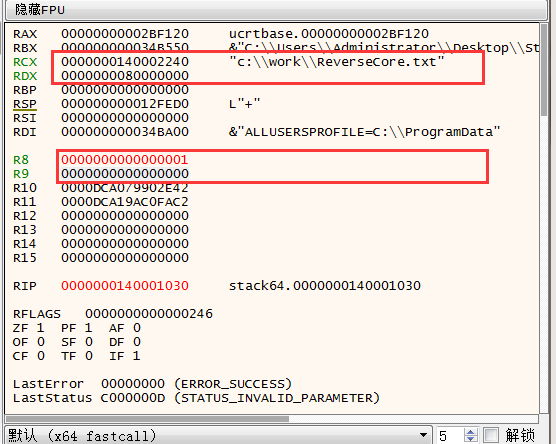 隐藏FPU
RAX 00000000002BF120 ucrtbase.00000000002BF120
RBX 000000000034B550 &"C:\\Users\\Administrator\\Desktop\\St
RCX 0000000140002240 "c:\\work\\ReverseCore.txt"
RDX 0000000080000000
RBP 0000000000000000
RSP 000000000012FED0 L"+"
RSI 0000000000000000
RDI 000000000034BA00 &"ALLUSERSPROFILE=C:\\ProgramData"
R8 0000000000000001
R9 0000000000000000
R10 0000DCA079902E42
R11 0000DCA19AC0FAC2
R12 0000000000000000
R13 0000000000000000
R14 0000000000000000
R15 0000000000000000
RIP 0000000140001030 stack64.0000000140001030
RFLAGS 0000000000000246
ZF 1 PF 1 AF 0
OF 0 SF 0 DF 0
CF 0 TF 0 IF 1
LastError 00000000 (ERROR_SUCCESS)
LastStatus C000000D (STATUS_INVALID_PARAMETER)
默认 (x64 fastcall) 5 解锁